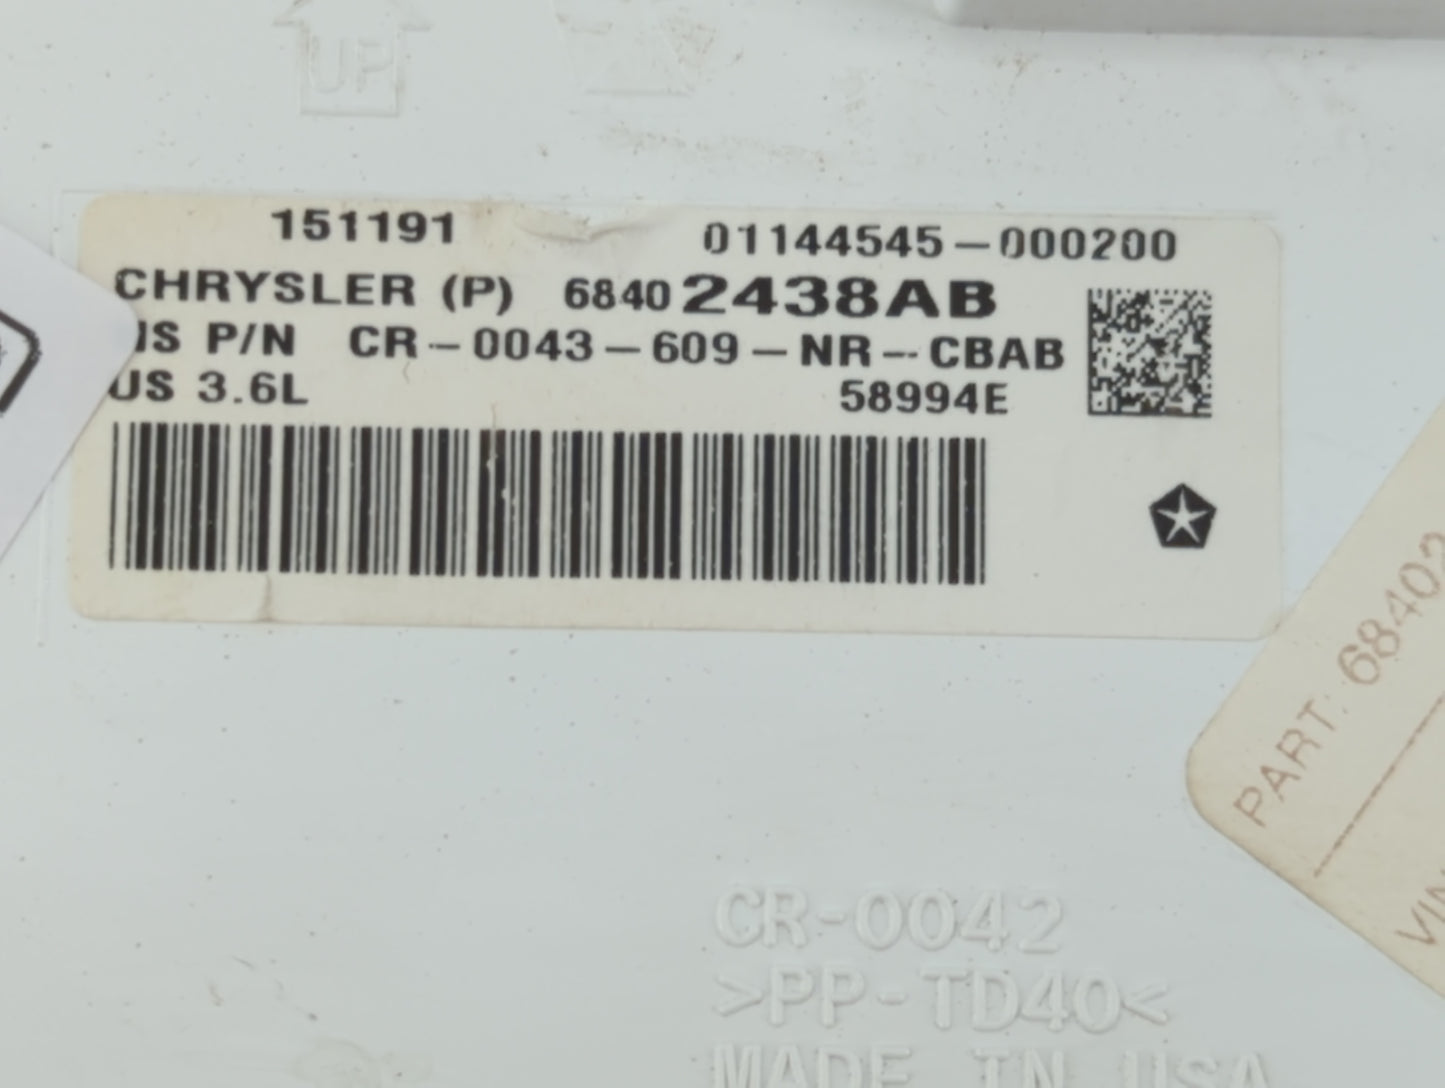 UP
151191 01144545-000200
CHRYSLER (P) 68402438AB
P/N CR-0043-609-NR--CBAB
US 3.6L 58994E
PART: 68402
VIN
CR-0042
>PP-TD40<
MADE IN USA